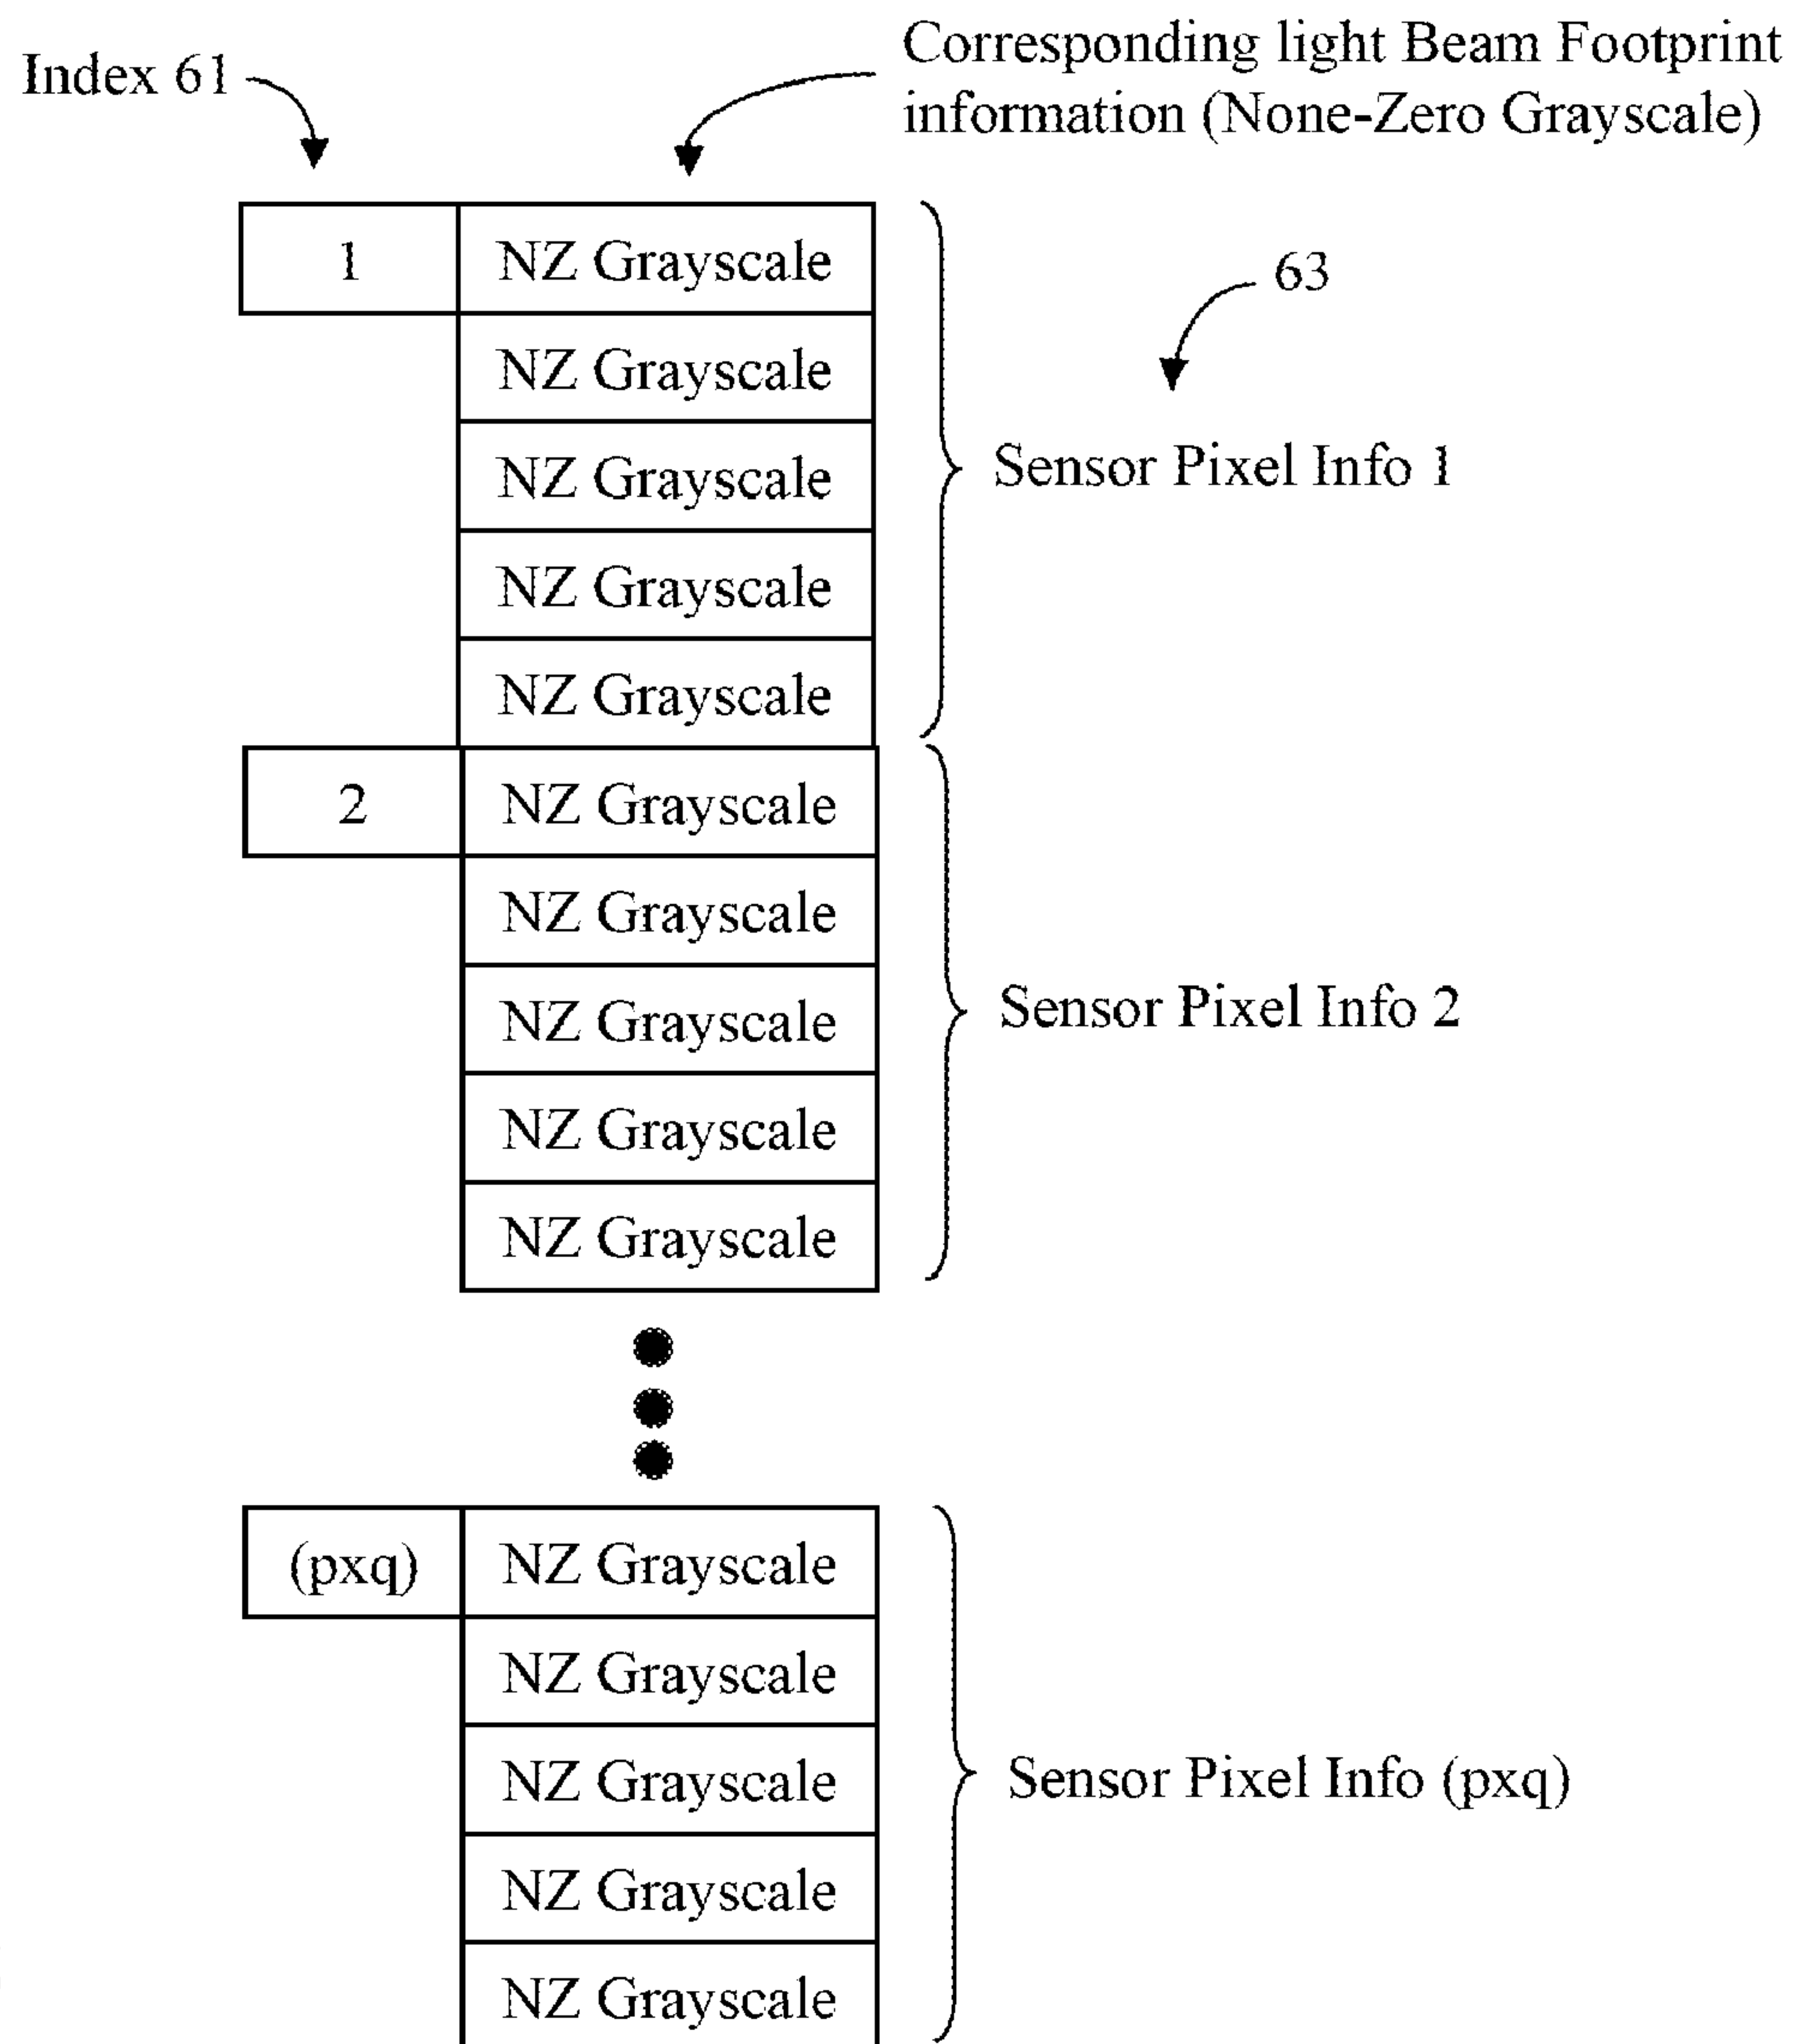 Index 61
Corresponding light Beam Footprint
information (None-Zero Grayscale)
1
NZ Grayscale
63
NZ Grayscale
NZ Grayscale
Sensor Pixel Info 1
NZ Grayscale
NZ Grayscale
2
NZ Grayscale
NZ Grayscale
NZ Grayscale
Sensor Pixel Info 2
NZ Grayscale
NZ Grayscale
(pxq)
NZ Grayscale
NZ Grayscale
NZ Grayscale
Sensor Pixel Info (pxq)
NZ Grayscale
NZ Grayscale